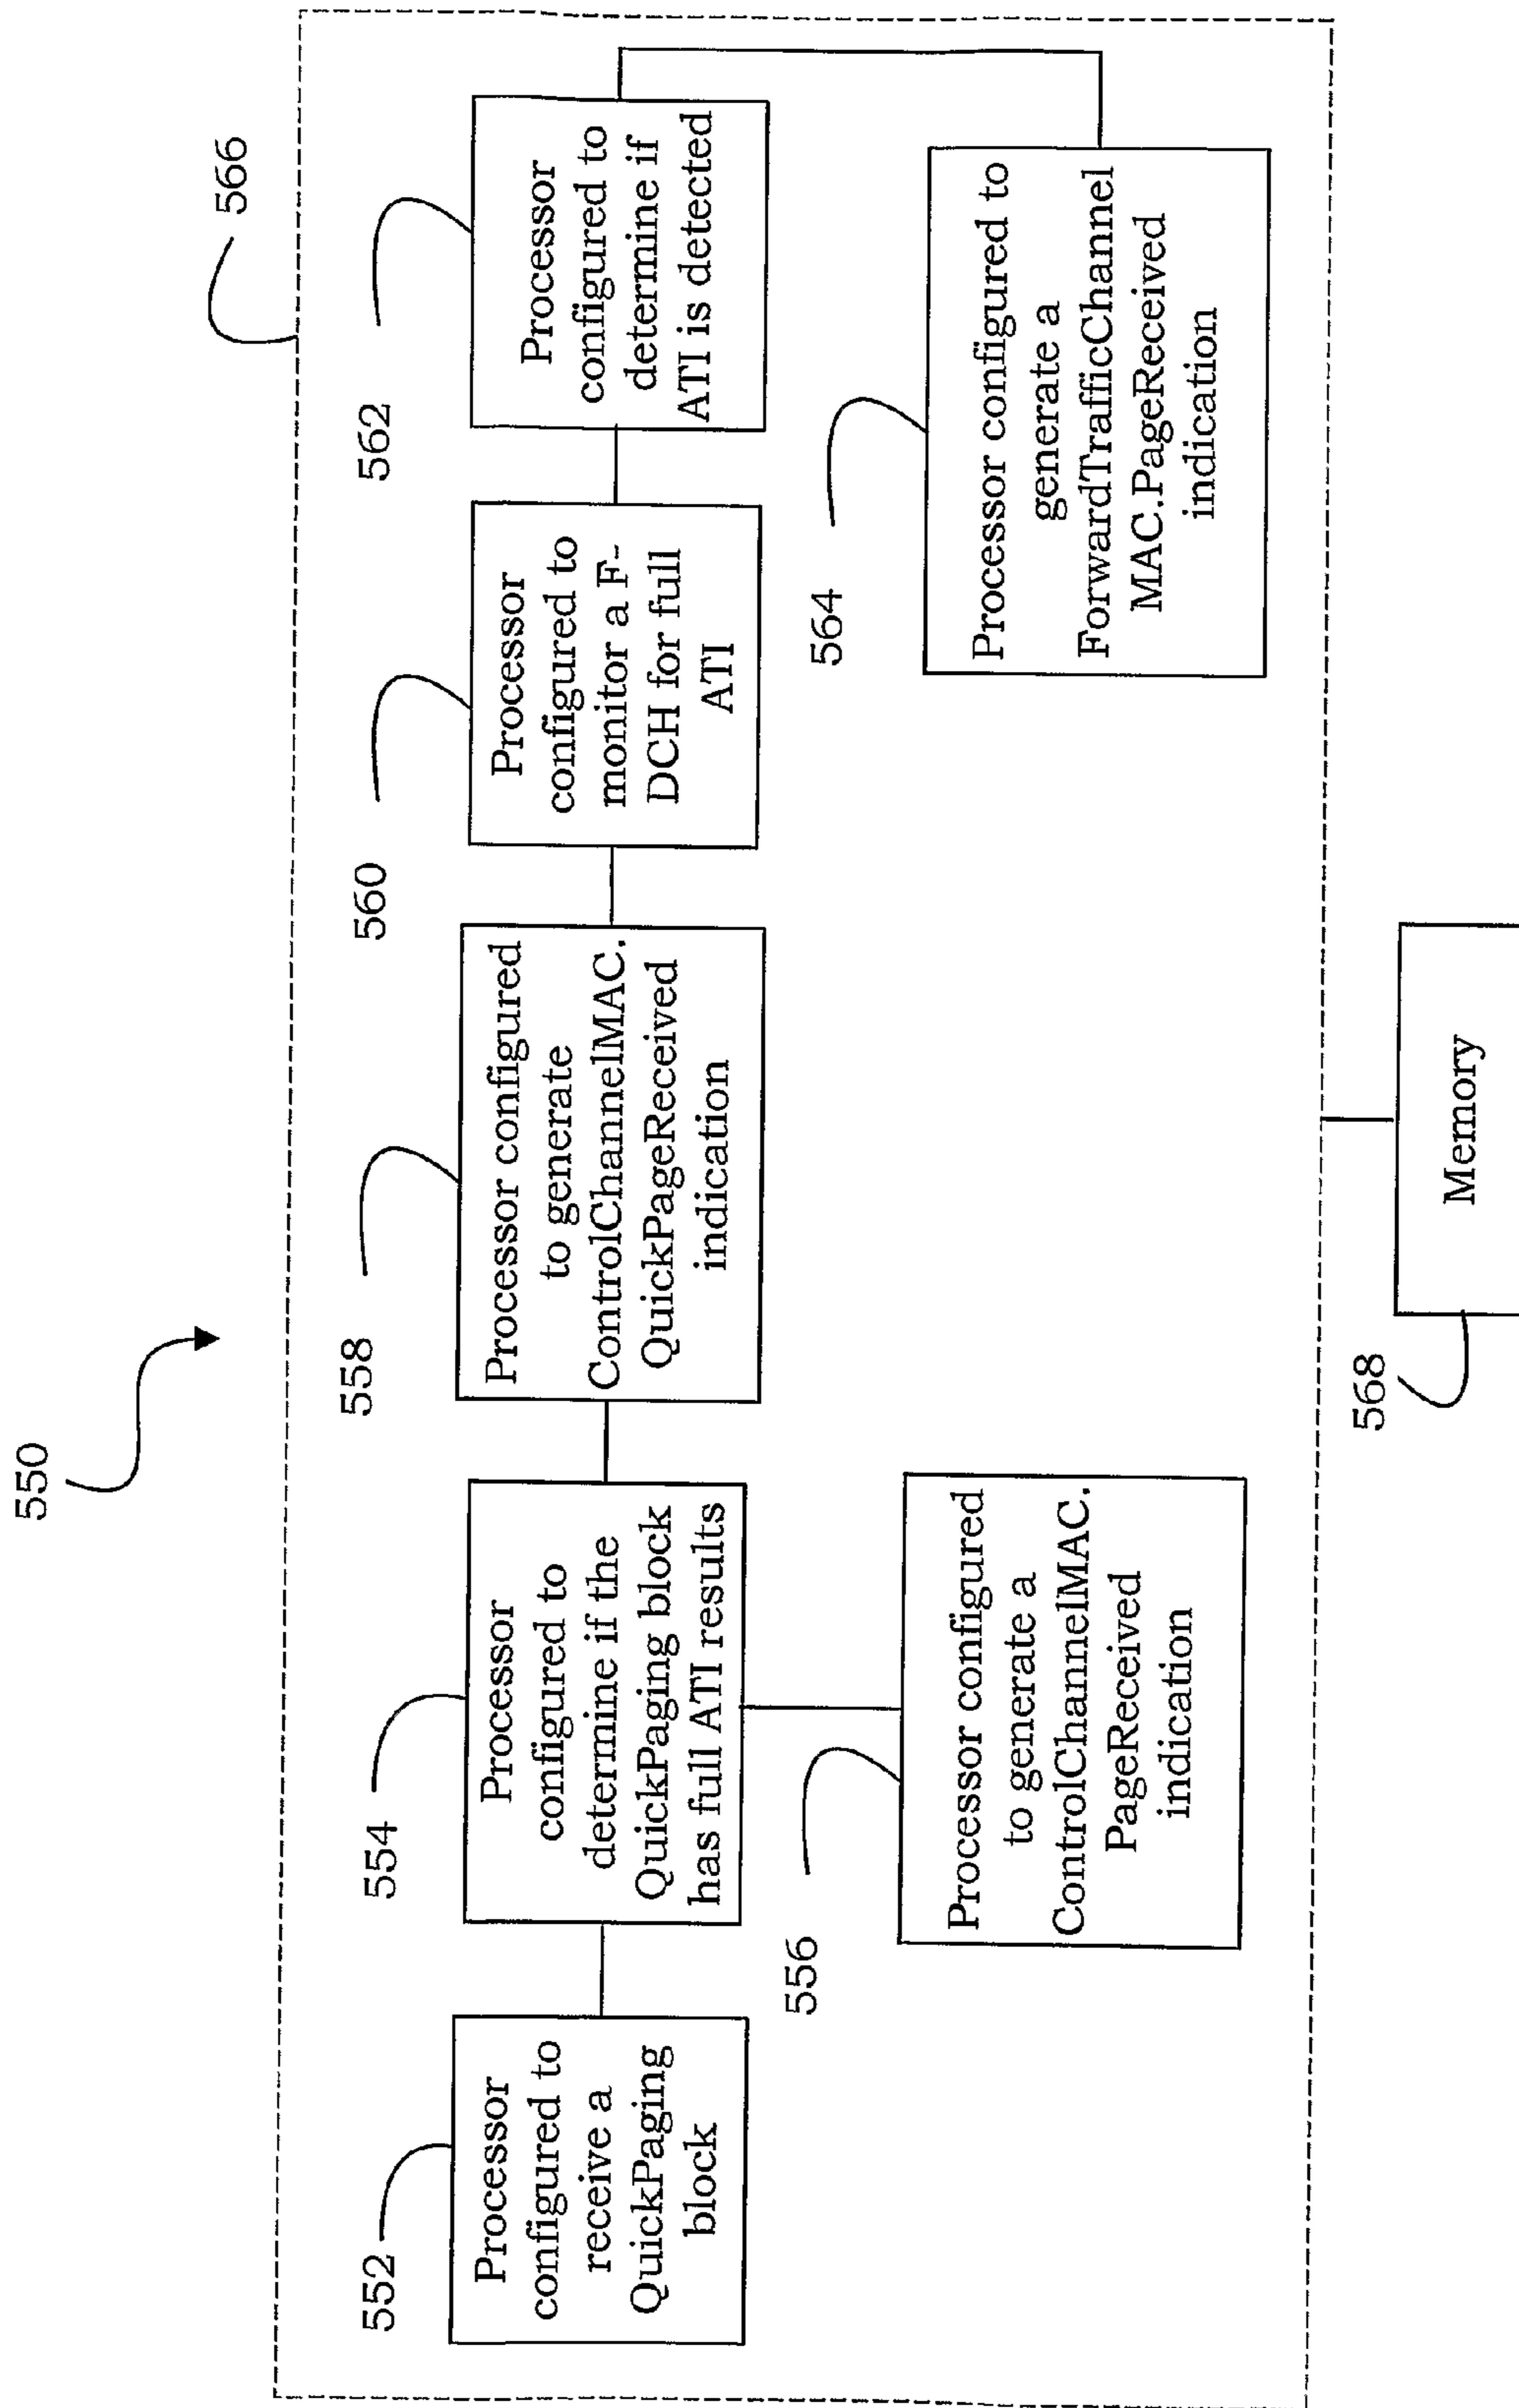 550
566
552
Processor
configured to
receive a
QuickPaging
block
554
Processor
configured to
determine if the
QuickPaging block
has full ATI results
558
Processor configured
to generate
ControlChannelMAC.
QuickPageReceived
indication
560
Processor
configured to
monitor a F-
DCH for full
ATI
562
Processor
configured to
determine if
ATI is detected
556
Processor configured
to generate a
ControlChannelMAC.
PageReceived
indication
564
Processor configured to
generate a
ForwardTrafficChannel
MAC.PageReceived
indication
568
Memory